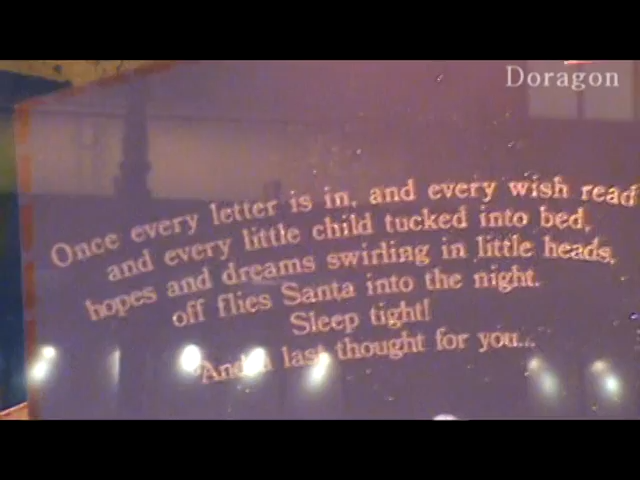 Doragon
Once every letter is in, and every wish read
and every little child tucked into bed,
hopes and dreams swirling in little heads,
off flies Santa into the night.
Sleep tight!
And a last thought for you...